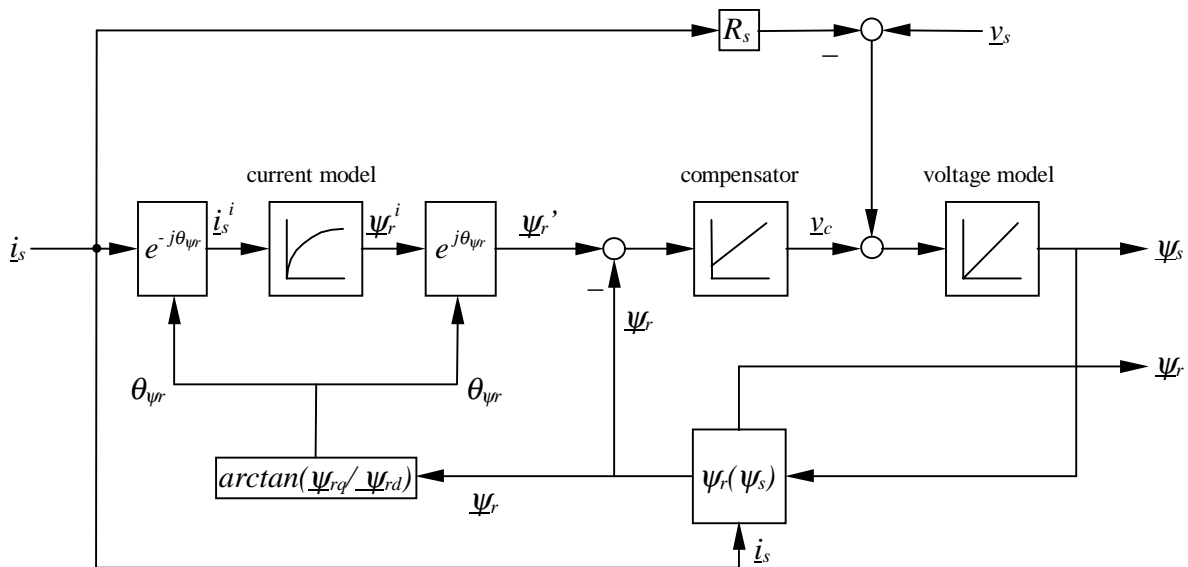 R_s
−
v_s
current model
compensator
voltage model
i_s
e^{-jθ_ψr}
i_s^i
ψ_r^i
e^{jθ_ψr}
ψ_r’
v_c
ψ_s
−
ψ_r
ψ_r
θ_ψr
θ_ψr
arctan(ψ_rq/ ψ_rd)
ψ_r
ψ_r(ψ_s)
i_s